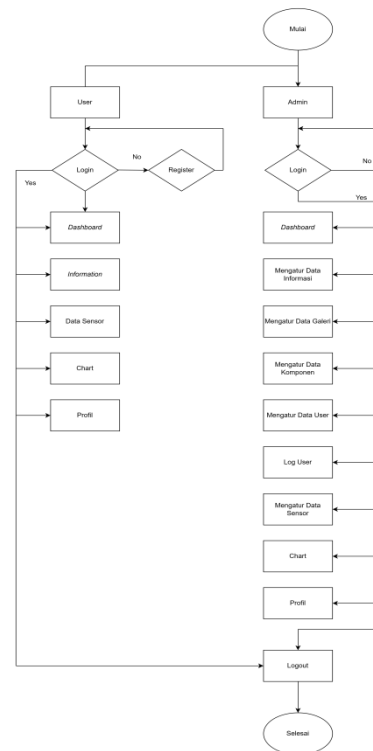 Mulai
User
Admin
Login
No
Register
Yes
Login
No
Yes
Dashboard
Information
Data Sensor
Chart
Profil
Dashboard
Mengatur Data
Informasi
Mengatur Data Galeri
Mengatur Data
Komponen
Mengatur Data User
Log User
Mengatur Data
Sensor
Chart
Profil
Logout
Selesai